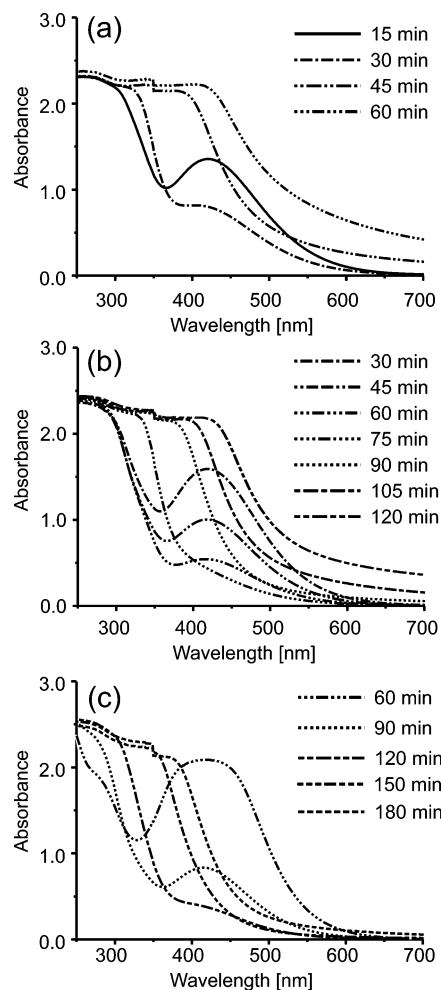 (a)
15 min
30 min
45 min
60 min
3.0
2.0
1.0
0.0
Absorbance
300
400
500
600
700
Wavelength [nm]
(b)
30 min
45 min
60 min
75 min
90 min
105 min
120 min
3.0
2.0
1.0
0.0
Absorbance
300
400
500
600
700
Wavelength [nm]
(c)
60 min
90 min
120 min
150 min
180 min
3.0
2.0
1.0
0.0
Absorbance
300
400
500
600
700
Wavelength [nm]